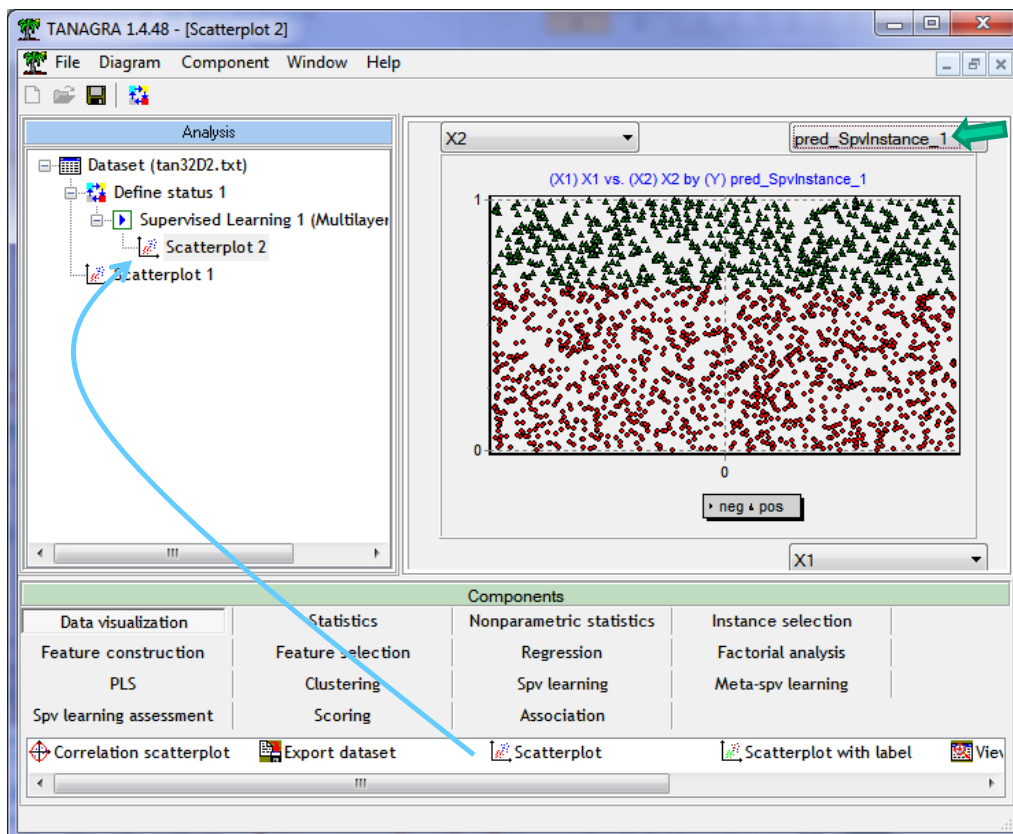 TANAGRA 1.4.48 - [Scatterplot 2]
File Diagram Component Window Help
Analysis
Dataset (tan32D2.txt)
Define status 1
Supervised Learning 1 (Multilayer
Scatterplot 2
Scatterplot 1
X2
pred_SpvInstance_1
(X1) X1 vs. (X2) X2 by (Y) pred_SpvInstance_1
1
0
0
neg pos
X1
Components
Data visualization Statistics Nonparametric statistics Instance selection
Feature construction Feature selection Regression Factorial analysis
PLS Clustering Spv learning Meta-spv learning
Spv learning assessment Scoring Association
Correlation scatterplot Export dataset Scatterplot Scatterplot with label View